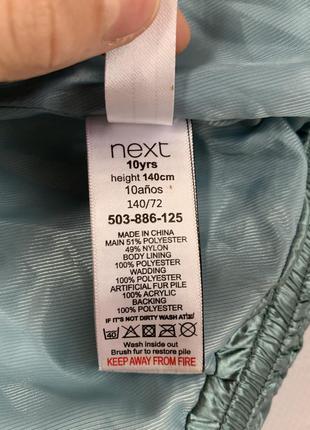 next
10yrs
height 140cm
10años
140/72
503-886-125
MADE IN CHINA
MAIN 51% POLYESTER
49% NYLON
BODY LINING
100% POLYESTER
WADDING
100% POLYESTER
ARTIFICIAL FUR PILE
100% ACRYLIC
BACKING
100% POLYESTER
IF IT'S NOT DIRTY WASH AT
40
Wash inside out
Brush fur to restore pile
KEEP AWAY FROM FIRE